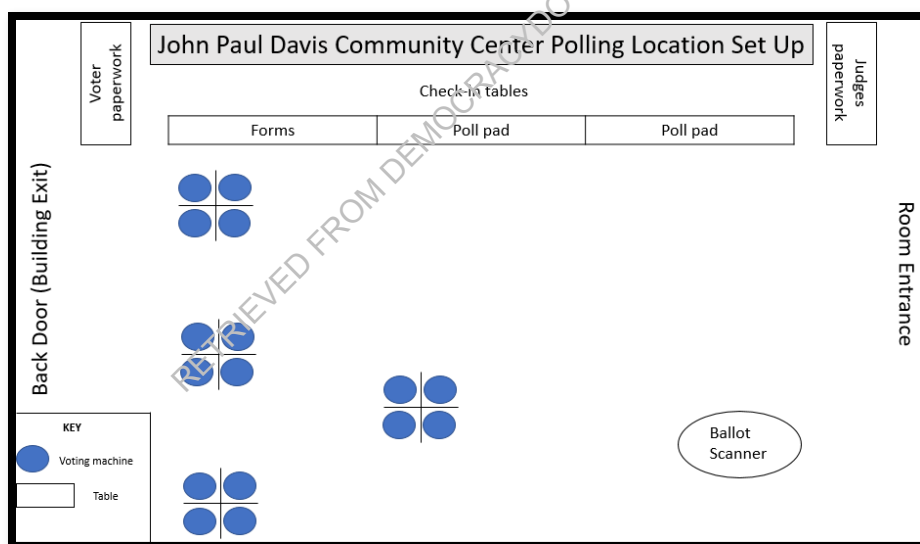 John Paul Davis Community Center Polling Location Set Up
Voter
paperwork
Judges
paperwork
Check-in tables
Forms
Poll pad
Poll pad
Back Door (Building Exit)
Room Entrance
Ballot
Scanner
KEY
Voting machine
Table
RETRIEVED FROM DEMOCRACYDO